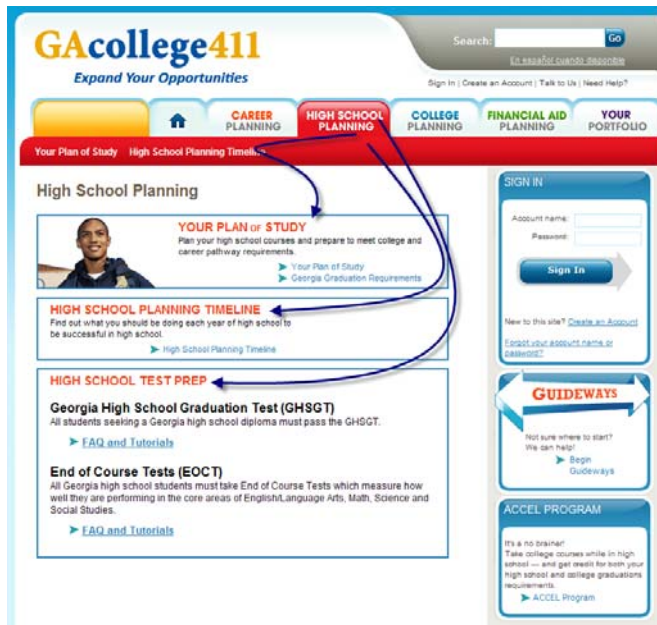 GAcollege411
Expand Your Opportunities
Search:
Go
En español cuando disponible
Sign In | Create an Account | Talk to Us | Need Help?
CAREER
PLANNING
HIGH SCHOOL
PLANNING
COLLEGE
PLANNING
FINANCIAL AID
PLANNING
YOUR
PORTFOLIO
Your Plan of Study High School Planning Timeline
High School Planning
YOUR PLAN OF STUDY
Plan your high school courses and prepare to meet college and
career pathway requirements.
Your Plan of Study
Georgia Graduation Requirements
HIGH SCHOOL PLANNING TIMELINE
Find out what you should be doing each year of high school to
be successful in high school.
High School Planning Timeline
HIGH SCHOOL TEST PREP
Georgia High School Graduation Test (GHSGT)
All students seeking a Georgia high school diploma must pass the GHSGT.
FAQ and Tutorials
End of Course Tests (EOCT)
All Georgia high school students must take End of Course Tests which measure how
well they are performing in the core areas of English/Language Arts, Math, Science and
Social Studies.
FAQ and Tutorials
SIGN IN
Account name:
Password:
Sign In
New to this site? Create an Account
Forgot your account name or
password?
GUIDEWAYS
Not sure where to start?
We can help!
Begin
Guideways
ACCEL PROGRAM
It's a no brainer!
Take college courses while in high
school — and get credit for both your
high school and college graduations
requirements.
ACCEL Program